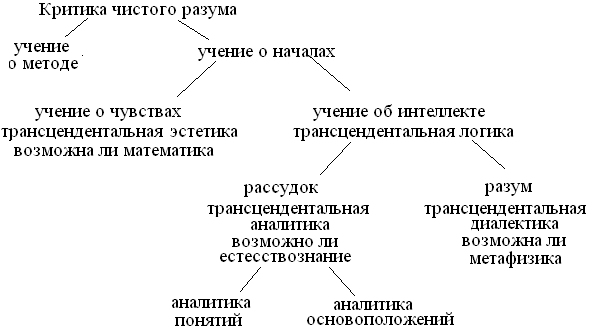 Критика чистого разума
учение
о методе
учение о началах
учение о чувствах
трансцендентальная эстетика
возможна ли математика
учение об интеллекте
трансцендентальная логика
рассудок
трансцендентальная
аналитика
возможно ли
естесствознание
разум
трансцендентальная
диалектика
возможна ли
метафизика
аналитика
понятий
аналитика
основоположений